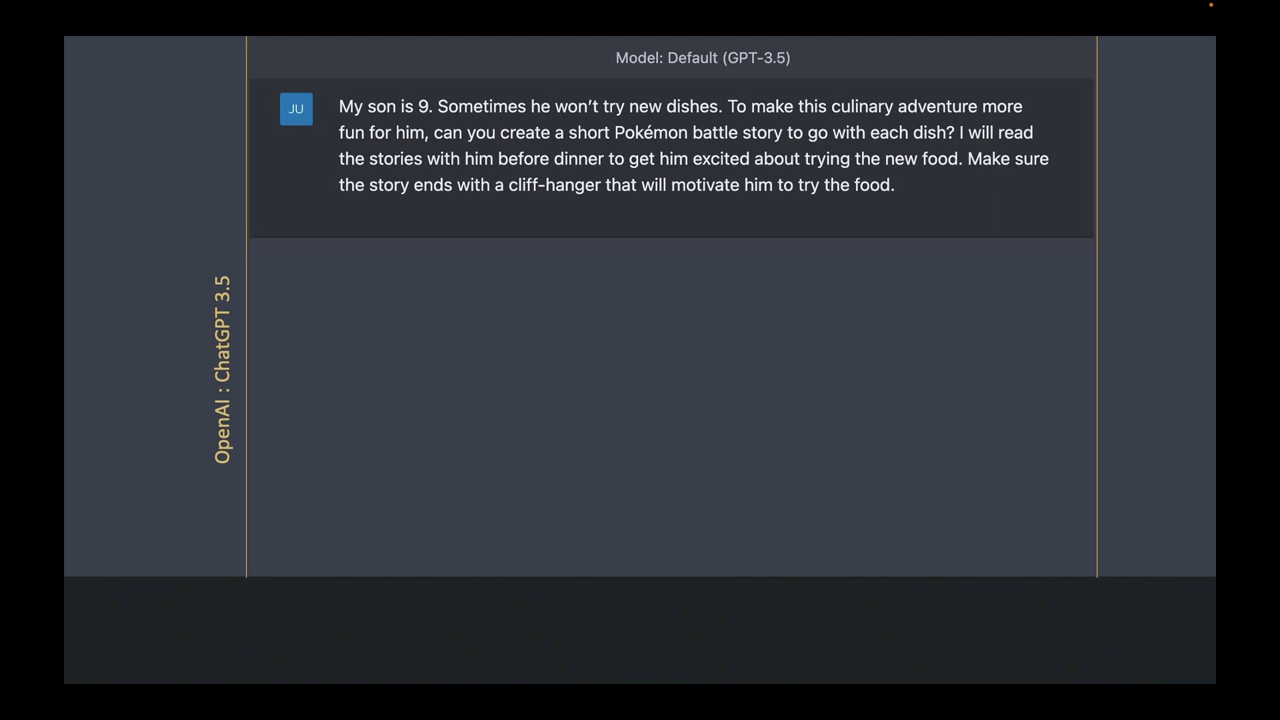 Model: Default (GPT-3.5)
JU
My son is 9. Sometimes he won’t try new dishes. To make this culinary adventure more
fun for him, can you create a short Pokémon battle story to go with each dish? I will read
the stories with him before dinner to get him excited about trying the new food. Make sure
the story ends with a cliff-hanger that will motivate him to try the food.
OpenAI : ChatGPT 3.5